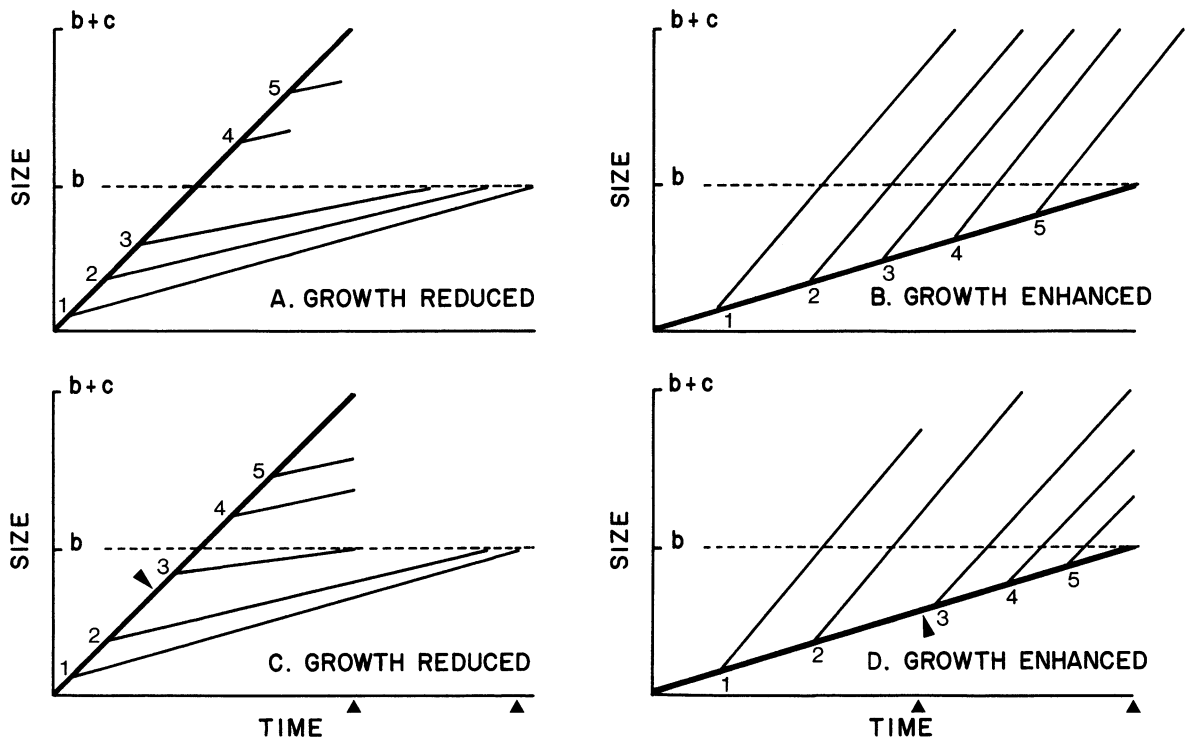 b + c
SIZE
b
1
2
3
4
5
A. GROWTH REDUCED
b + c
SIZE
b
1
2
3
4
5
B. GROWTH ENHANCED
b + c
SIZE
b
1
2
3
4
5
C. GROWTH REDUCED
TIME
b + c
SIZE
b
1
2
3
4
5
D. GROWTH ENHANCED
TIME